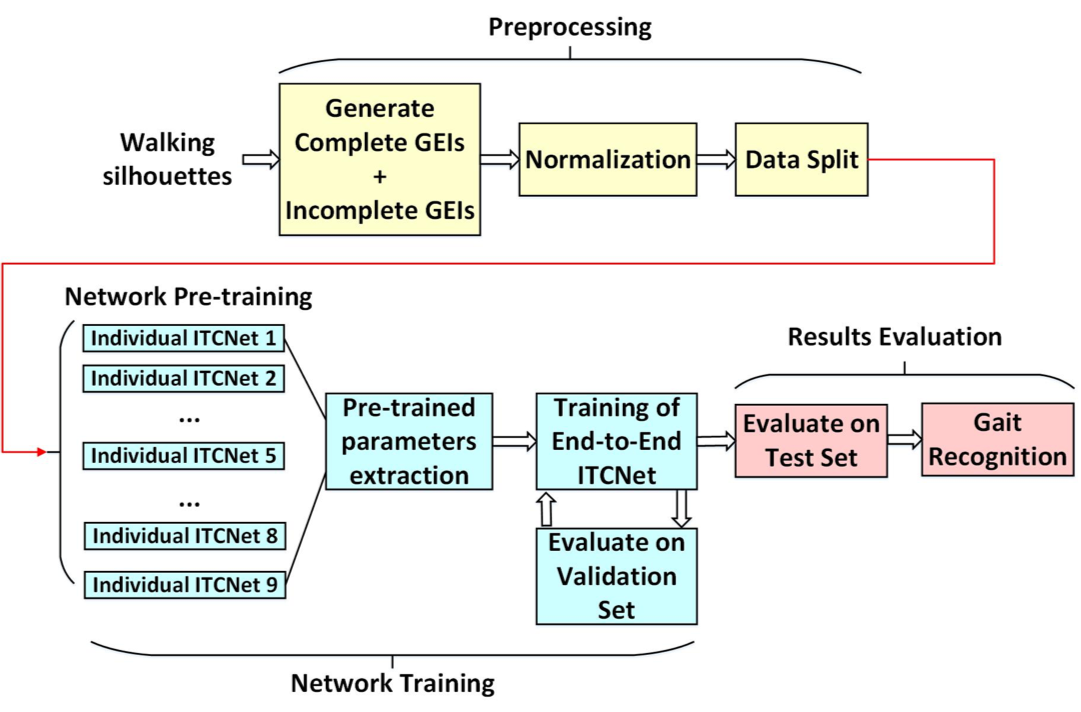 Preprocessing
Walking
silhouettes
Generate
Complete GEIs
+
Incomplete GEIs
Normalization
Data Split
Network Pre-training
Individual ITCNet 1
Individual ITCNet 2
...
Individual ITCNet 5
...
Individual ITCNet 8
Individual ITCNet 9
Pre-trained
parameters
extraction
Training of
End-to-End
ITCNet
Evaluate on
Validation
Set
Network Training
Results Evaluation
Evaluate on
Test Set
Gait
Recognition